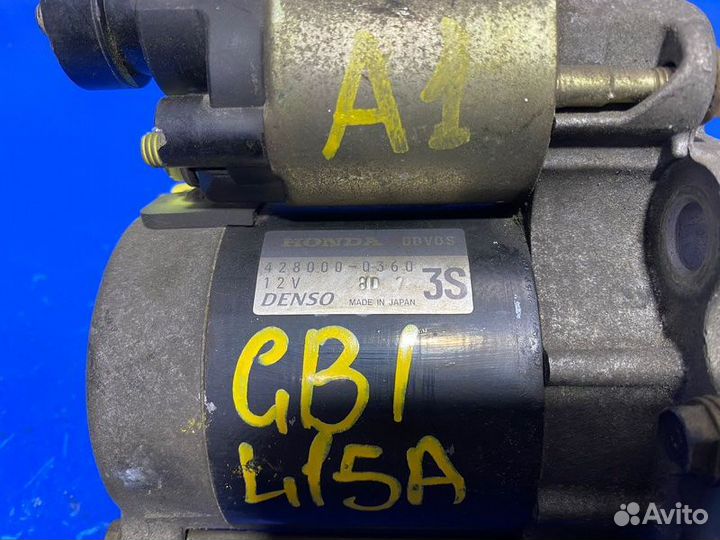 A1
HONDA DBVDS
428000-0360
12V 8D 7 3S
DENSO MADE IN JAPAN
GB1
L15A
Avito